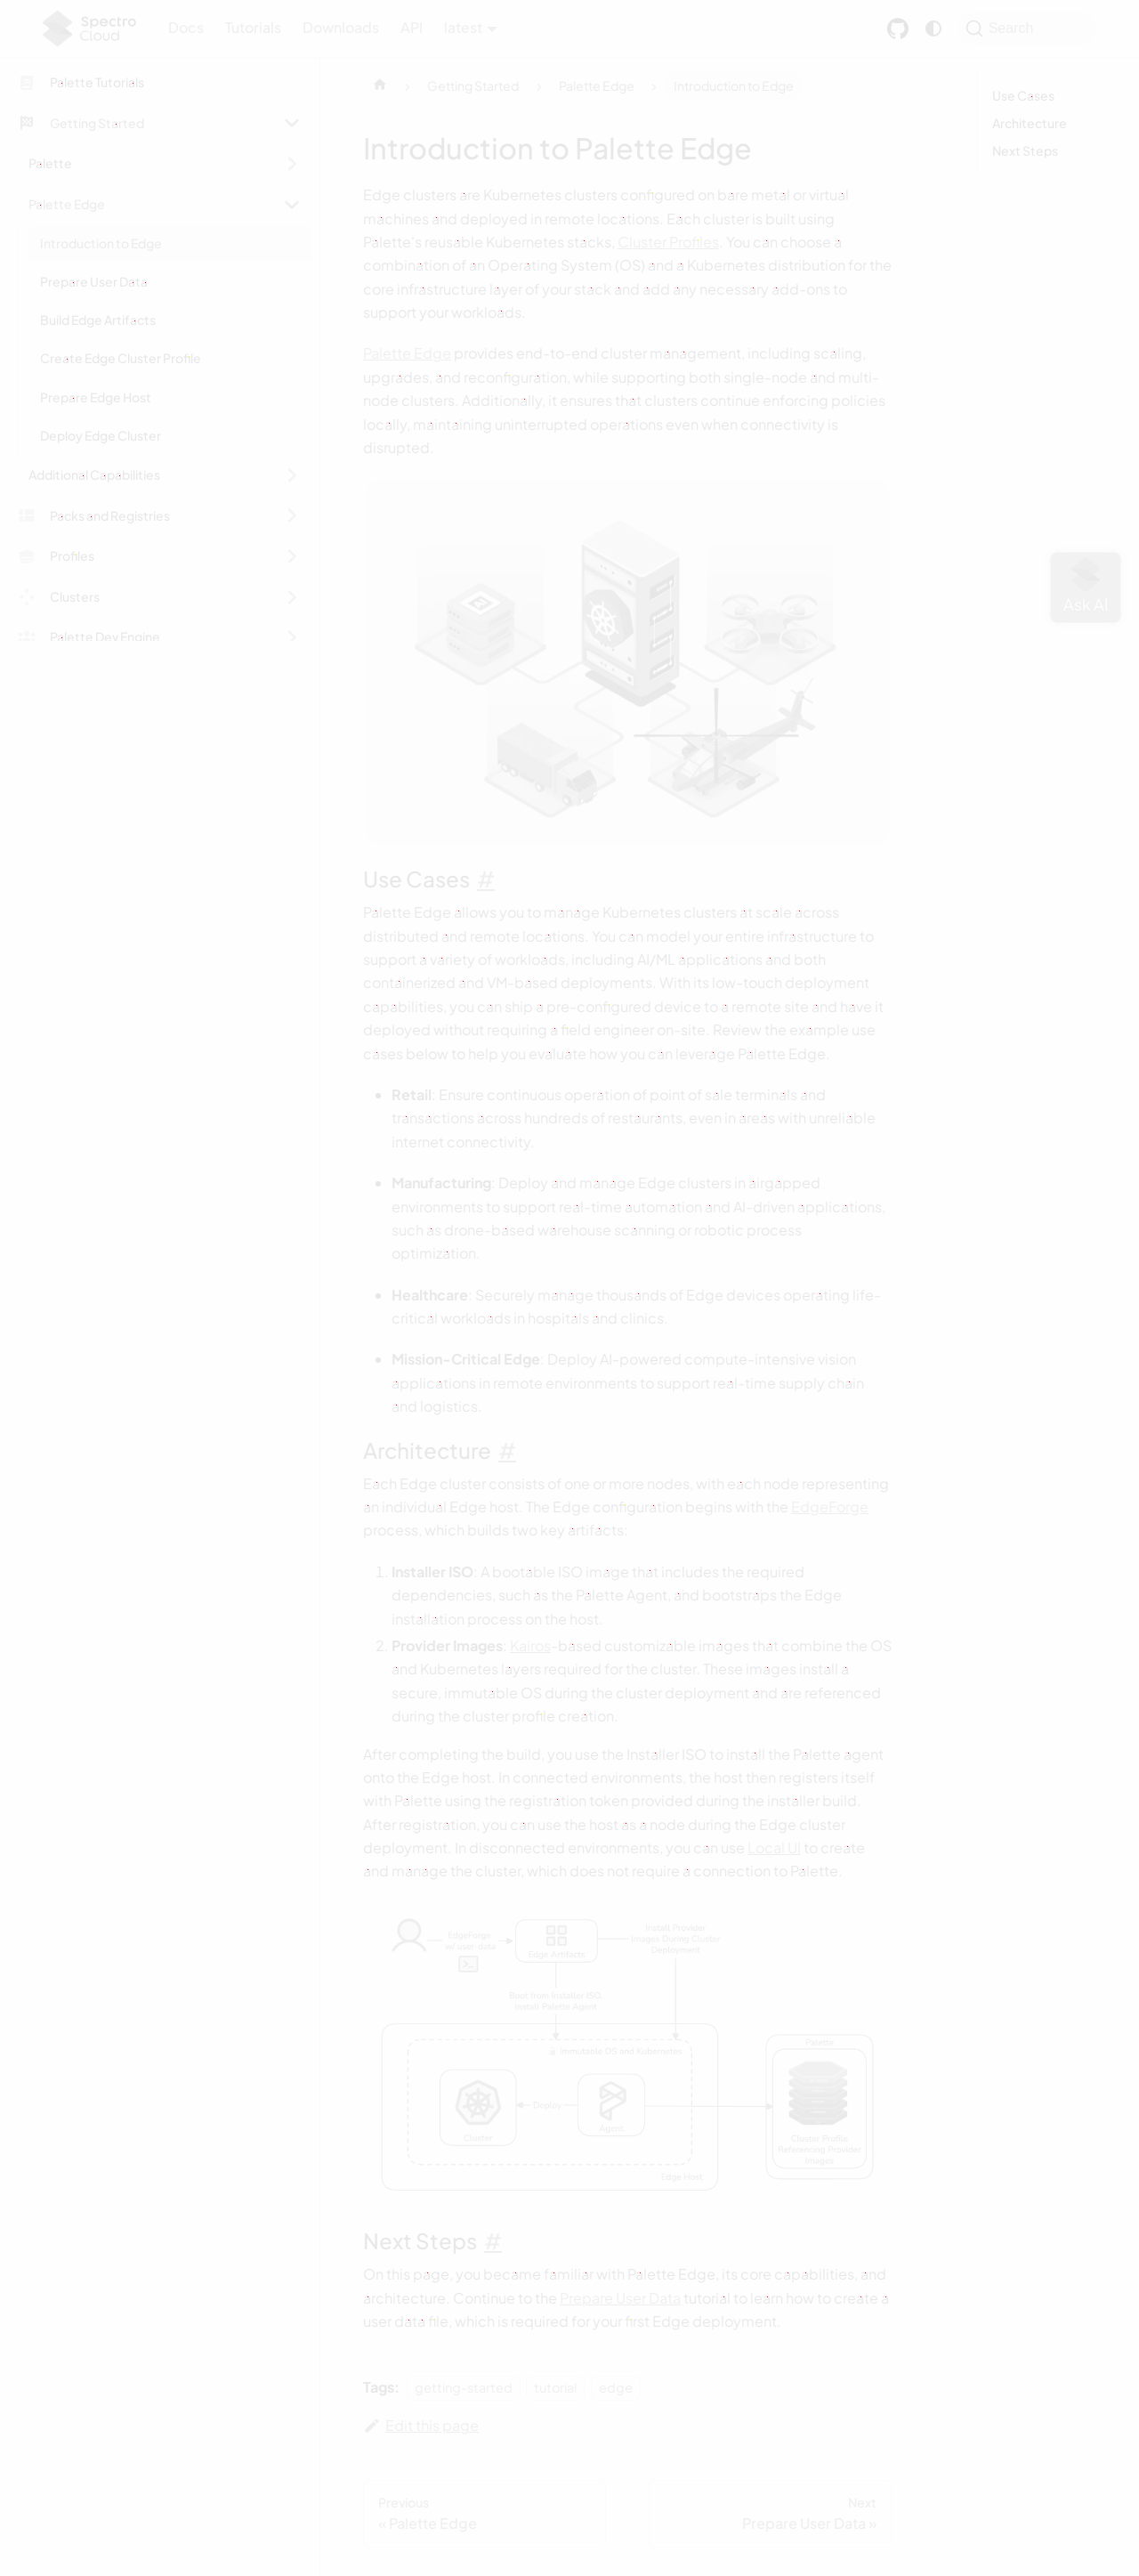 Spectro
Cloud
Docs
Tutorials
Downloads
API
latest
Search
Palette Tutorials
Getting Started
Palette
Palette Edge
Introduction to Edge
Prepare User Data
Build Edge Artifacts
Create Edge Cluster Profile
Prepare Edge Host
Deploy Edge Cluster
Additional Capabilities
Packs and Registries
Profiles
Clusters
Palette Dev Engine
Getting Started
Palette Edge
Introduction to Edge
Introduction to Palette Edge
Edge clusters are Kubernetes clusters configured on bare metal or virtual
machines and deployed in remote locations. Each cluster is built using
Palette's reusable Kubernetes stacks, Cluster Profiles. You can choose a
combination of an Operating System (OS) and a Kubernetes distribution for the
core infrastructure layer of your stack and add any necessary add-ons to
support your workloads.
Palette Edge provides end-to-end cluster management, including scaling,
upgrades, and reconfiguration, while supporting both single-node and multi-
node clusters. Additionally, it ensures that clusters continue enforcing policies
locally, maintaining uninterrupted operations even when connectivity is
disrupted.
Use Cases #
Palette Edge allows you to manage Kubernetes clusters at scale across
distributed and remote locations. You can model your entire infrastructure to
support a variety of workloads, including AI/ML applications and both
containerized and VM-based deployments. With its low-touch deployment
capabilities, you can ship a pre-configured device to a remote site and have it
deployed without requiring a field engineer on-site. Review the example use
cases below to help you evaluate how you can leverage Palette Edge.
Retail: Ensure continuous operation of point of sale terminals and
transactions across hundreds of restaurants, even in areas with unreliable
internet connectivity.
Manufacturing: Deploy and manage Edge clusters in airgapped
environments to support real-time automation and AI-driven applications,
such as drone-based warehouse scanning or robotic process
optimization.
Healthcare: Securely manage thousands of Edge devices operating life-
critical workloads in hospitals and clinics.
Mission-Critical Edge: Deploy AI-powered compute-intensive vision
applications in remote environments to support real-time supply chain
and logistics.
Architecture #
Each Edge cluster consists of one or more nodes, with each node representing
an individual Edge host. The Edge configuration begins with the EdgeForge
process, which builds two key artifacts:
1. Installer ISO: A bootable ISO image that includes the required
dependencies, such as the Palette Agent, and bootstraps the Edge
installation process on the host.
2. Provider Images: Kairos-based customizable images that combine the OS
and Kubernetes layers required for the cluster. These images install a
secure, immutable OS during the cluster deployment and are referenced
during the cluster profile creation.
After completing the build, you use the Installer ISO to install the Palette agent
onto the Edge host. In connected environments, the host then registers itself
with Palette using the registration token provided during the installer build.
After registration, you can use the host as a node during the Edge cluster
deployment. In disconnected environments, you can use Local UI to create
and manage the cluster, which does not require a connection to Palette.
EdgeForge
w/ user-data
Edge Artifacts
Install Provider
Images During Cluster
Deployment
Boot from Installer ISO
Install Palette Agent
Immutable OS and Kubernetes
Cluster
Deploy
Agent
Edge Host
Palette
Cluster Profile
Referencing Provider
Images
Next Steps #
On this page, you became familiar with Palette Edge, its core capabilities, and
architecture. Continue to the Prepare User Data tutorial to learn how to create a
user data file, which is required for your first Edge deployment.
Tags: getting-started tutorial edge
Edit this page
Previous
« Palette Edge
Next
Prepare User Data »
Use Cases
Architecture
Next Steps
Ask AI